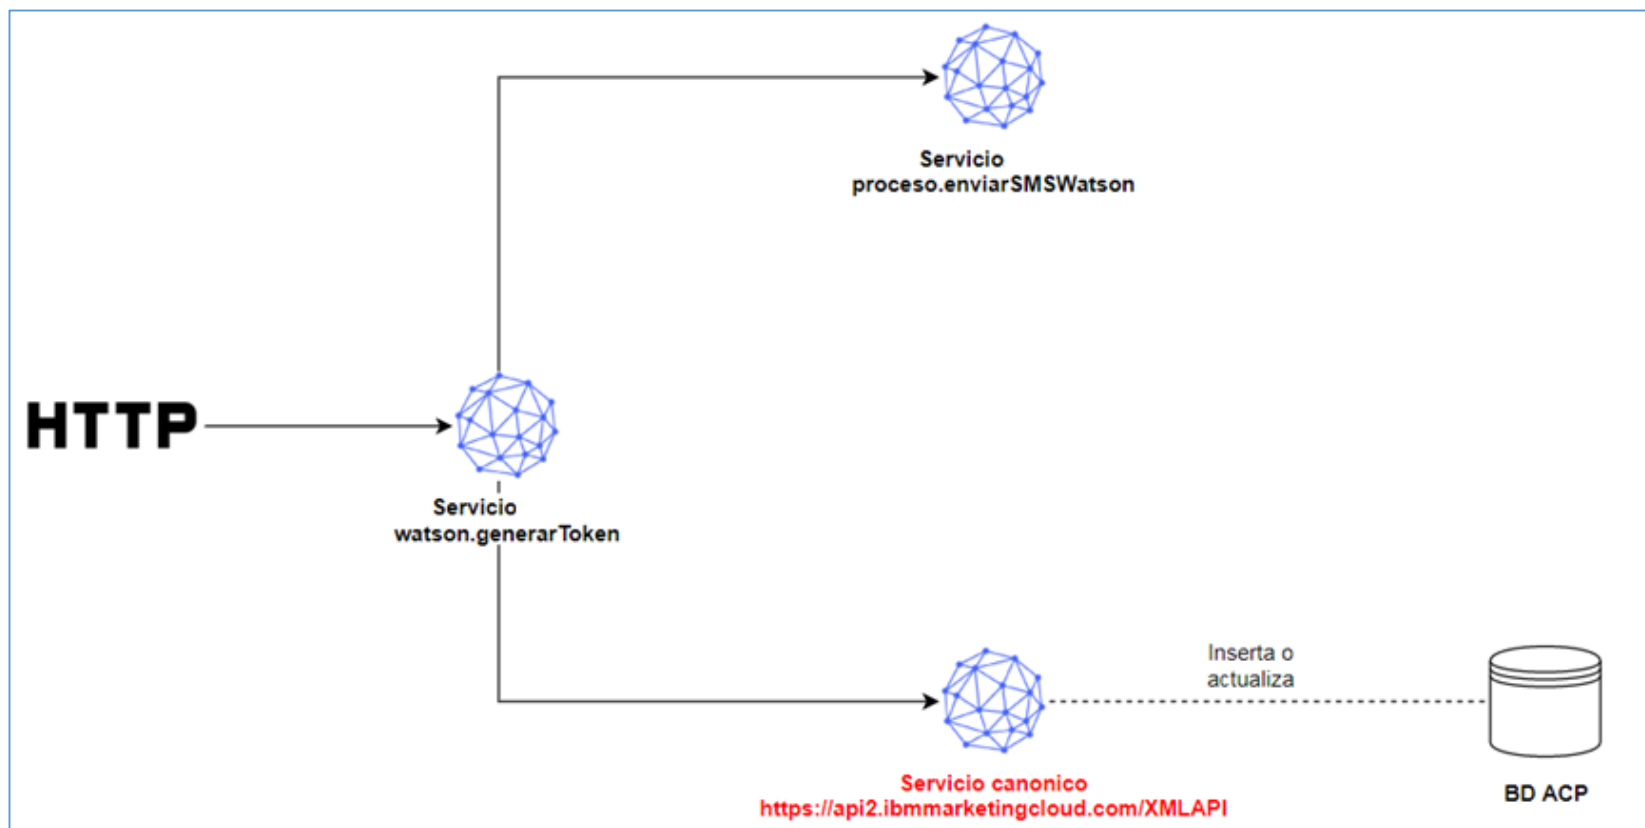 Servicio
proceso.enviarSMSWatson
HTTP
Servicio
watson.generarToken
Inserta o
actualiza
Servicio canonico
https://api2.ibmmarketingcloud.com/XMLAPI
BD ACP